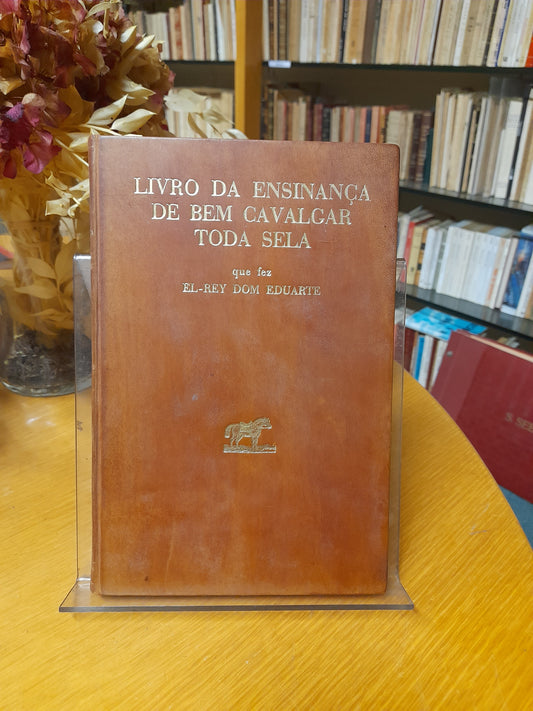 LIVRO DA ENSINANÇA
DE BEM CAVALGAR
TODA SELA
que fez
EL-REY DOM EDUARTE